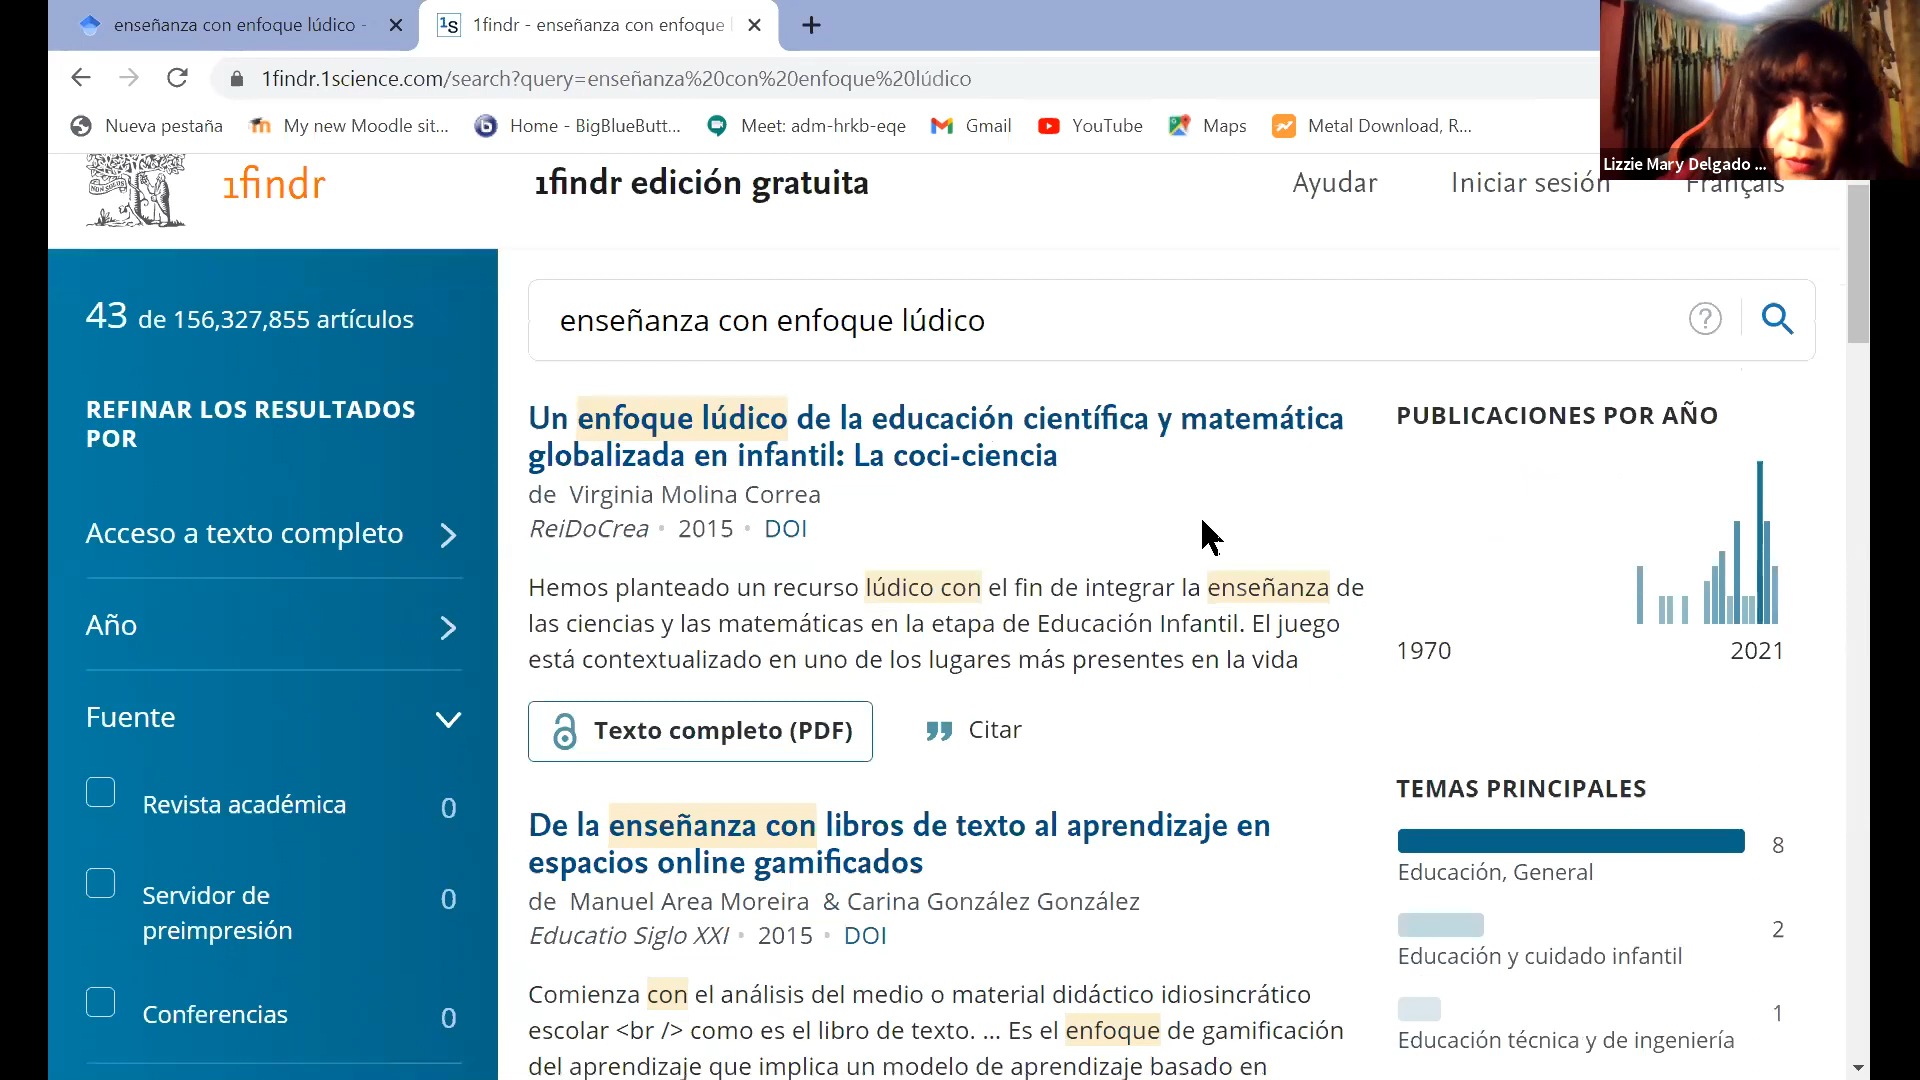 enseñanza con enfoque lúdico -
1findr - enseñanza con enfoque
1findr.1science.com/search?query=enseñanza%20con%20enfoque%20lúdico
Nueva pestaña
My new Moodle sit...
Home - BigBlueButt...
Meet: adm-hrkb-eqe
Gmail
YouTube
Maps
Metal Download, R...
Lizzie Mary Delgado ...
1findr
1findr edición gratuita
Ayudar
Iniciar sesión
Français
43 de 156,327,855 artículos
REFINAR LOS RESULTADOS
POR
Acceso a texto completo
Año
Fuente
Revista académica 0
Servidor de
preimpresión 0
Conferencias 0
enseñanza con enfoque lúdico
Un enfoque lúdico de la educación científica y matemática
globalizada en infantil: La coci-ciencia
de Virginia Molina Correa
ReiDoCrea • 2015 • DOI
Hemos planteado un recurso lúdico con el fin de integrar la enseñanza de
las ciencias y las matemáticas en la etapa de Educación Infantil. El juego
está contextualizado en uno de los lugares más presentes en la vida
Texto completo (PDF)
Citar
De la enseñanza con libros de texto al aprendizaje en
espacios online gamificados
de Manuel Area Moreira & Carina González González
Educatio Siglo XXI • 2015 • DOI
Comienza con el análisis del medio o material didáctico idiosincrático
escolar <br /> como es el libro de texto. ... Es el enfoque de gamificación
del aprendizaje que implica un modelo de aprendizaje basado en
PUBLICACIONES POR AÑO
1970 2021
TEMAS PRINCIPALES
8
Educación, General
2
Educación y cuidado infantil
1
Educación técnica y de ingeniería